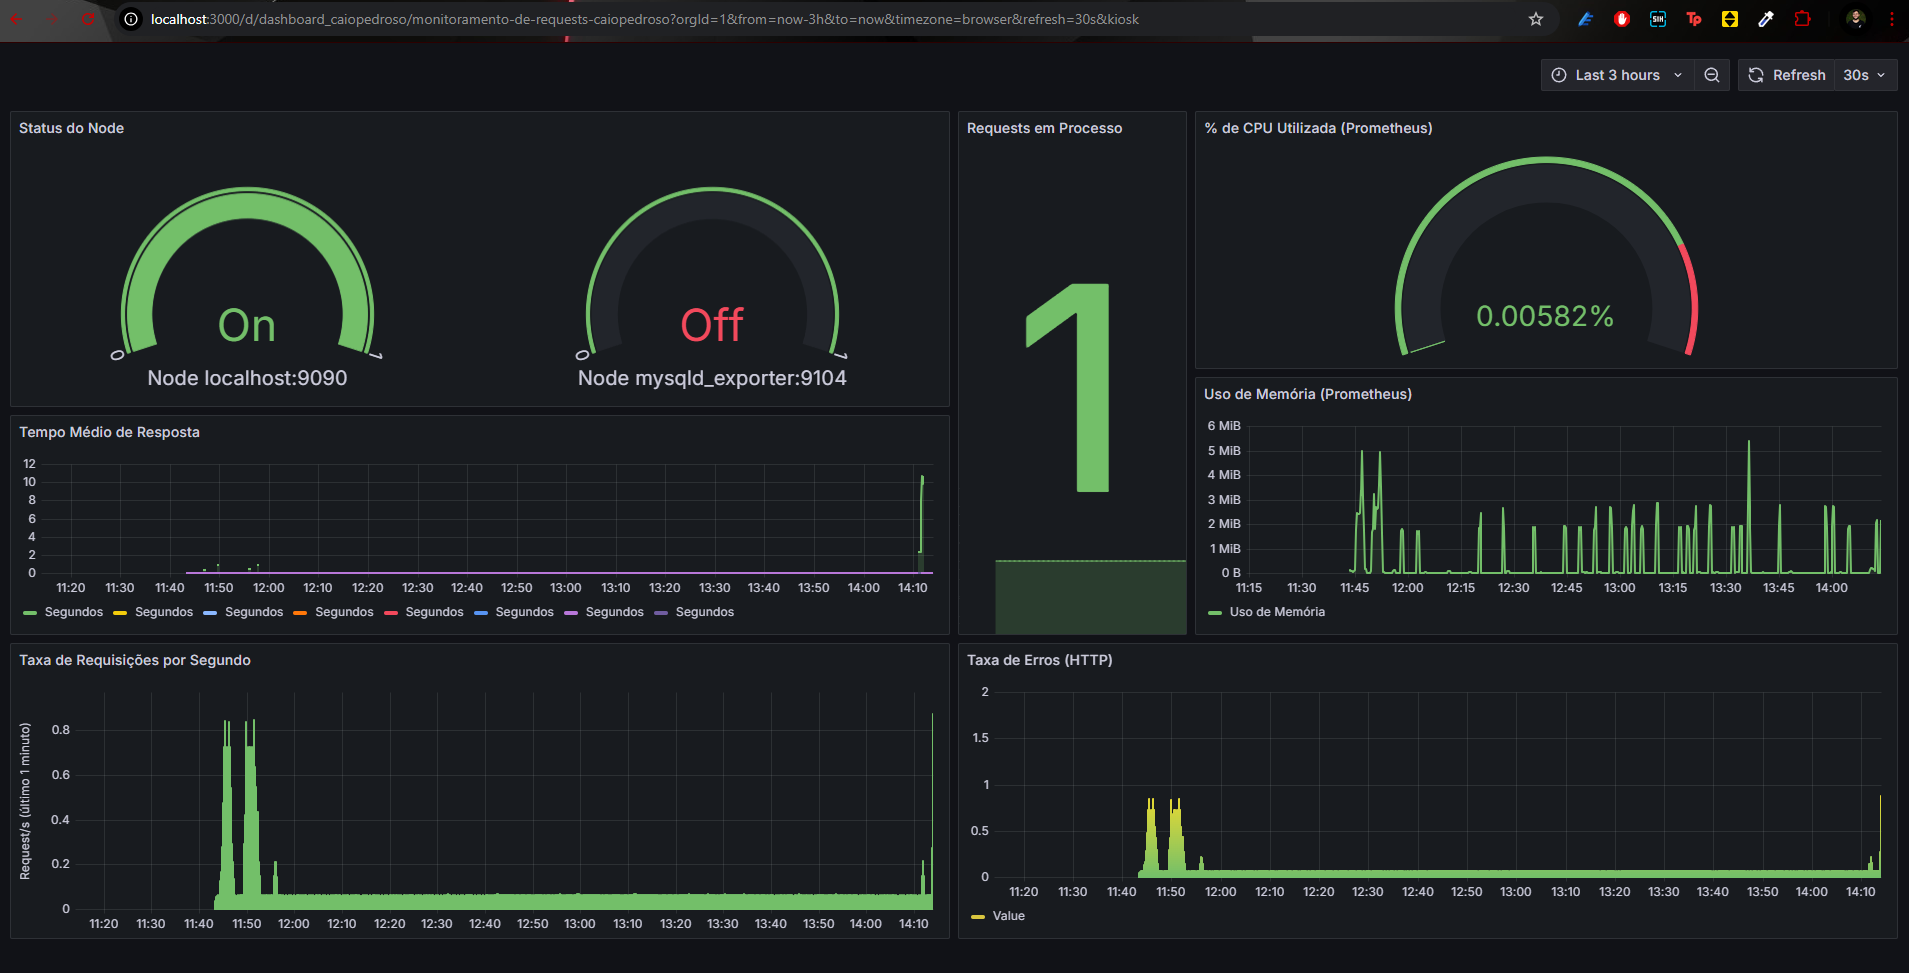 localhost:3000/d/dashboard_caiopedroso/monitoramento-de-requests-caiopedroso?orgId=1&from=now-3h&to=now&timezone=browser&refresh=30s&kiosk
SIH
Tp
Last 3 hours
Refresh
30s
Status do Node
On
0
1
Node localhost:9090
Off
0
1
Node mysqld_exporter:9104
Requests em Processo
1
% de CPU Utilizada (Prometheus)
0.00582%
Tempo Médio de Resposta
12
10
8
6
4
2
0
11:20 11:30 11:40 11:50 12:00 12:10 12:20 12:30 12:40 12:50 13:00 13:10 13:20 13:30 13:40 13:50 14:00 14:10
Segundos Segundos Segundos Segundos Segundos Segundos Segundos Segundos
Uso de Memória (Prometheus)
6 MiB
5 MiB
4 MiB
3 MiB
2 MiB
1 MiB
0 B
11:15 11:30 11:45 12:00 12:15 12:30 12:45 13:00 13:15 13:30 13:45 14:00
Uso de Memória
Taxa de Requisições por Segundo
Request/s (último 1 minuto)
0.8
0.6
0.4
0.2
0
11:20 11:30 11:40 11:50 12:00 12:10 12:20 12:30 12:40 12:50 13:00 13:10 13:20 13:30 13:40 13:50 14:00 14:10
Taxa de Erros (HTTP)
2
1.5
1
0.5
0
11:20 11:30 11:40 11:50 12:00 12:10 12:20 12:30 12:40 12:50 13:00 13:10 13:20 13:30 13:40 13:50 14:00 14:10
Value